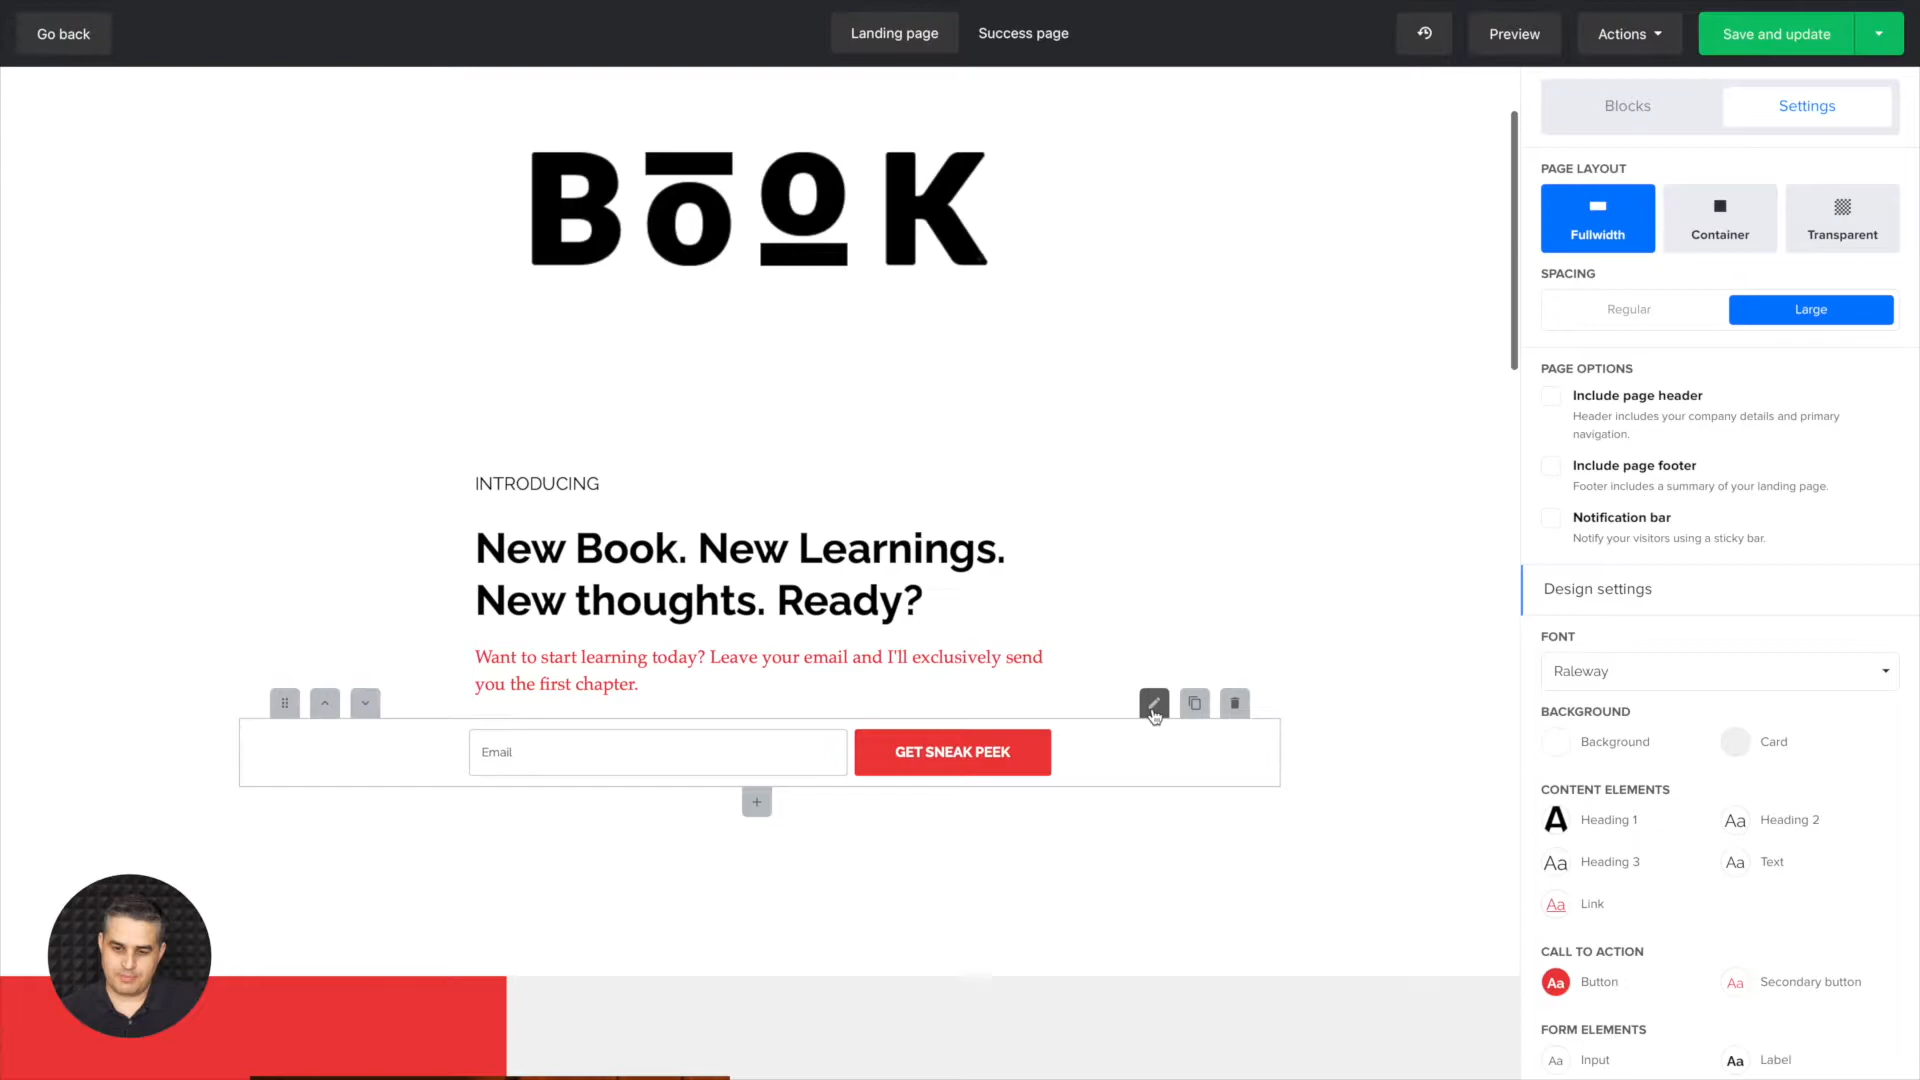 Go back
Landing page
Success page
Preview
Actions
Save and update
BOOK
INTRODUCING
New Book. New Learnings.
New thoughts. Ready?
Want to start learning today? Leave your email and I'll exclusively send
you the first chapter.
Email
GET SNEAK PEEK
Blocks
Settings
PAGE LAYOUT
Fullwidth
Container
Transparent
SPACING
Regular
Large
PAGE OPTIONS
Include page header
Header includes your company details and primary
navigation.
Include page footer
Footer includes a summary of your landing page.
Notification bar
Notify your visitors using a sticky bar.
Design settings
FONT
Raleway
BACKGROUND
Background
Card
CONTENT ELEMENTS
A Heading 1
Aa Heading 2
Aa Heading 3
Aa Text
Aa Link
CALL TO ACTION
Aa Button
Aa Secondary button
FORM ELEMENTS
Aa Input
Aa Label